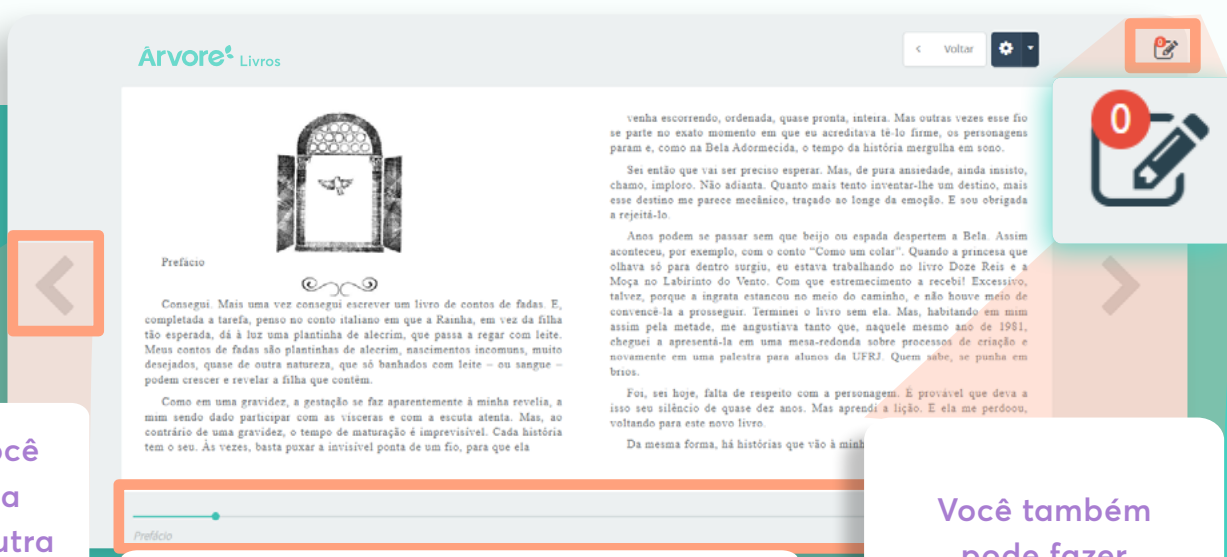 Árvore Livros
Voltar
0
0
Prefácio
Consegui. Mais uma vez consegui escrever um livro de contos de fadas. E,
completada a tarefa, penso no conto italiano em que a Rainha, em vez da filha
tão esperada, dá à luz uma plantinha de alecrim, que passa a regar com leite.
Meus contos de fadas são plantinhas de alecrim, nascimentos incomuns, muito
desejados, quase de outra natureza, que só banhados com leite – ou sangue –
podem crescer e revelar a filha que contêm.
Como em uma gravidez, a gestação se faz aparentemente à minha revelia, a
mim sendo dado participar com as vísceras e com a escuta atenta. Mas, ao
contrário de uma gravidez, o tempo de maturação é imprevisível. Cada história
tem o seu. Às vezes, basta puxar a invisível ponta de um fio, para que ela
venha escorrendo, ordenada, quase pronta, inteira. Mas outras vezes esse fio
se parte no exato momento em que eu acreditava tê-lo firme, os personagens
param e, como na Bela Adormecida, o tempo da história mergulha em sono.
Sei então que vai ser preciso esperar. Mas, de pura ansiedade, ainda insisto,
chamo, imploro. Não adianta. Quanto mais tento inventar-lhe um destino, mais
esse destino me parece mecânico, traçado ao longe da emoção. E sou obrigada
a rejeitá-lo.
Anos podem se passar sem que beijo ou espada despertem a Bela. Assim
aconteceu, por exemplo, com o conto “Como um colar”. Quando a princesa que
olhava só para dentro surgiu, eu estava trabalhando no livro Doze Reis e a
Moça no Labirinto do Vento. Com que estremecimento a recebi! Excessivo,
talvez, porque a ingrata estancou no meio do caminho, e não houve meio de
convencê-la a prosseguir. Terminei o livro sem ela. Mas, habitando em mim
assim pela metade, me angustiava tanto que, naquele mesmo ano de 1981,
cheguei a apresentá-la em uma mesa-redonda sobre processos de criação e
novamente em uma palestra para alunos da UFRJ. Quem sabe, se punha em
brios.
Foi, sei hoje, falta de respeito com a personagem. É provável que deva a
isso seu silêncio de quase dez anos. Mas aprendi a lição. E ela me perdoou,
voltando para este novo livro.
Da mesma forma, há histórias que vão à minh
Prefácio
ocê
a
utra
Você também
pode fazer